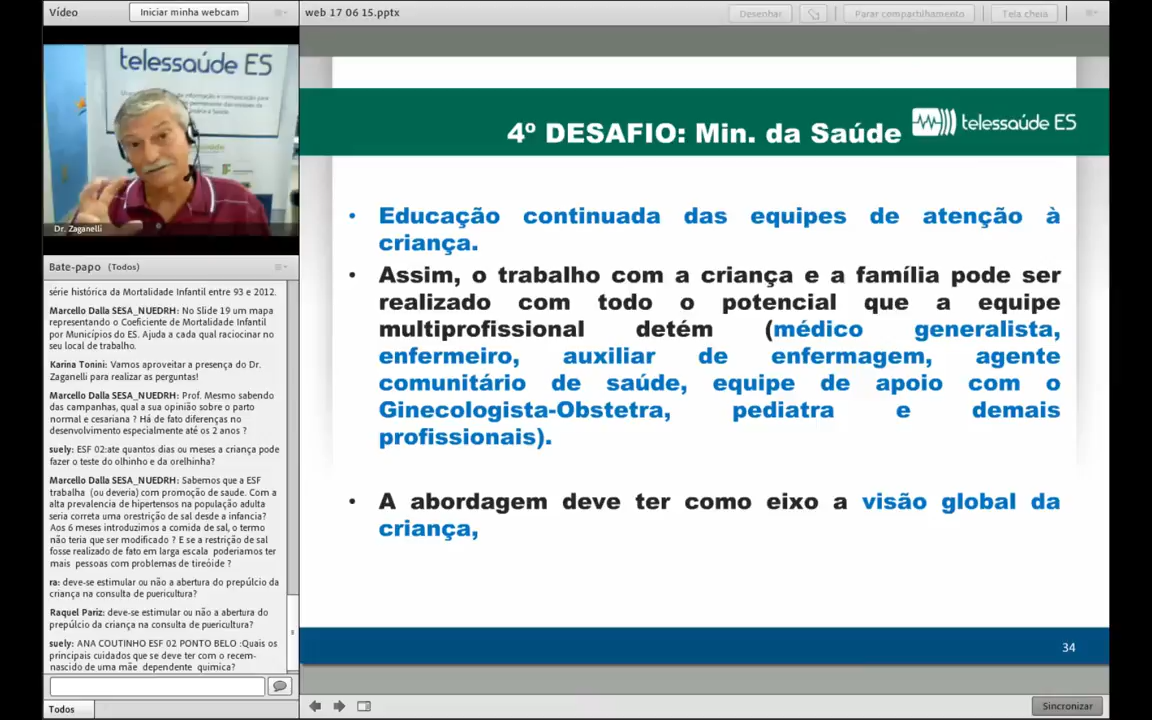 Vídeo
Iniciar minha webcam
web 17 06 15.pptx
Desenhar
Parar compartilhamento
Tela cheia
telessaúde ES
Dr. Zaganelli
Bate-papo (Todos)
série histórica da Mortalidade Infantil entre 93 e 2012.
Marcello Dalla SESA_NUEDRH: No Slide 19 um mapa
representando o Coeficiente de Mortalidade Infantil
por Municípios do ES. Ajuda a cada qual raciocinar no
seu local de trabalho.
Karina Tonini: Vamos aproveitar a presença do Dr.
Zaganelli para realizar as perguntas!
Marcello Dalla SESA_NUEDRH: Prof. Mesmo sabendo
das campanhas, qual a sua opinião sobre o parto
normal e cesariana ? Há de fato diferenças no
desenvolvimento especialmente até os 2 anos ?
suely: ESF 02:ate quantos dias ou meses a criança pode
fazer o teste do olhinho e da orelhinha?
Marcello Dalla SESA_NUEDRH: Sabemos que a ESF
trabalha (ou deveria) com promoção de saude. Com a
alta prevalencia de hipertensos na população adulta
seria correta uma orestrição de sal desde a infancia?
Aos 6 meses introduzimos a comida de sal, o termo
não teria que ser modificado ? E se a restrição de sal
fosse realizado de fato em larga escala poderiamos ter
mais pessoas com problemas de tireóide ?
ra: deve-se estimular ou não a abertura do prepúlcio da
criança na consulta de puericultura?
Raquel Pariz: deve-se estimular ou não a abertura do
prepúlcio da criança na consulta de puericultura?
suely: ANA COUTINHO ESF 02 PONTO BELO :Quais os
principais cuidados que se deve ter com o recem-
nascido de uma mãe dependente quimica?
Todos
4º DESAFIO: Min. da Saúde
telessaúde ES
• Educação continuada das equipes de atenção à
criança.
• Assim, o trabalho com a criança e a família pode ser
realizado com todo o potencial que a equipe
multiprofissional detém (médico generalista,
enfermeiro, auxiliar de enfermagem, agente
comunitário de saúde, equipe de apoio com o
Ginecologista-Obstetra, pediatra e demais
profissionais).
• A abordagem deve ter como eixo a visão global da
criança,
34
Sincronizar